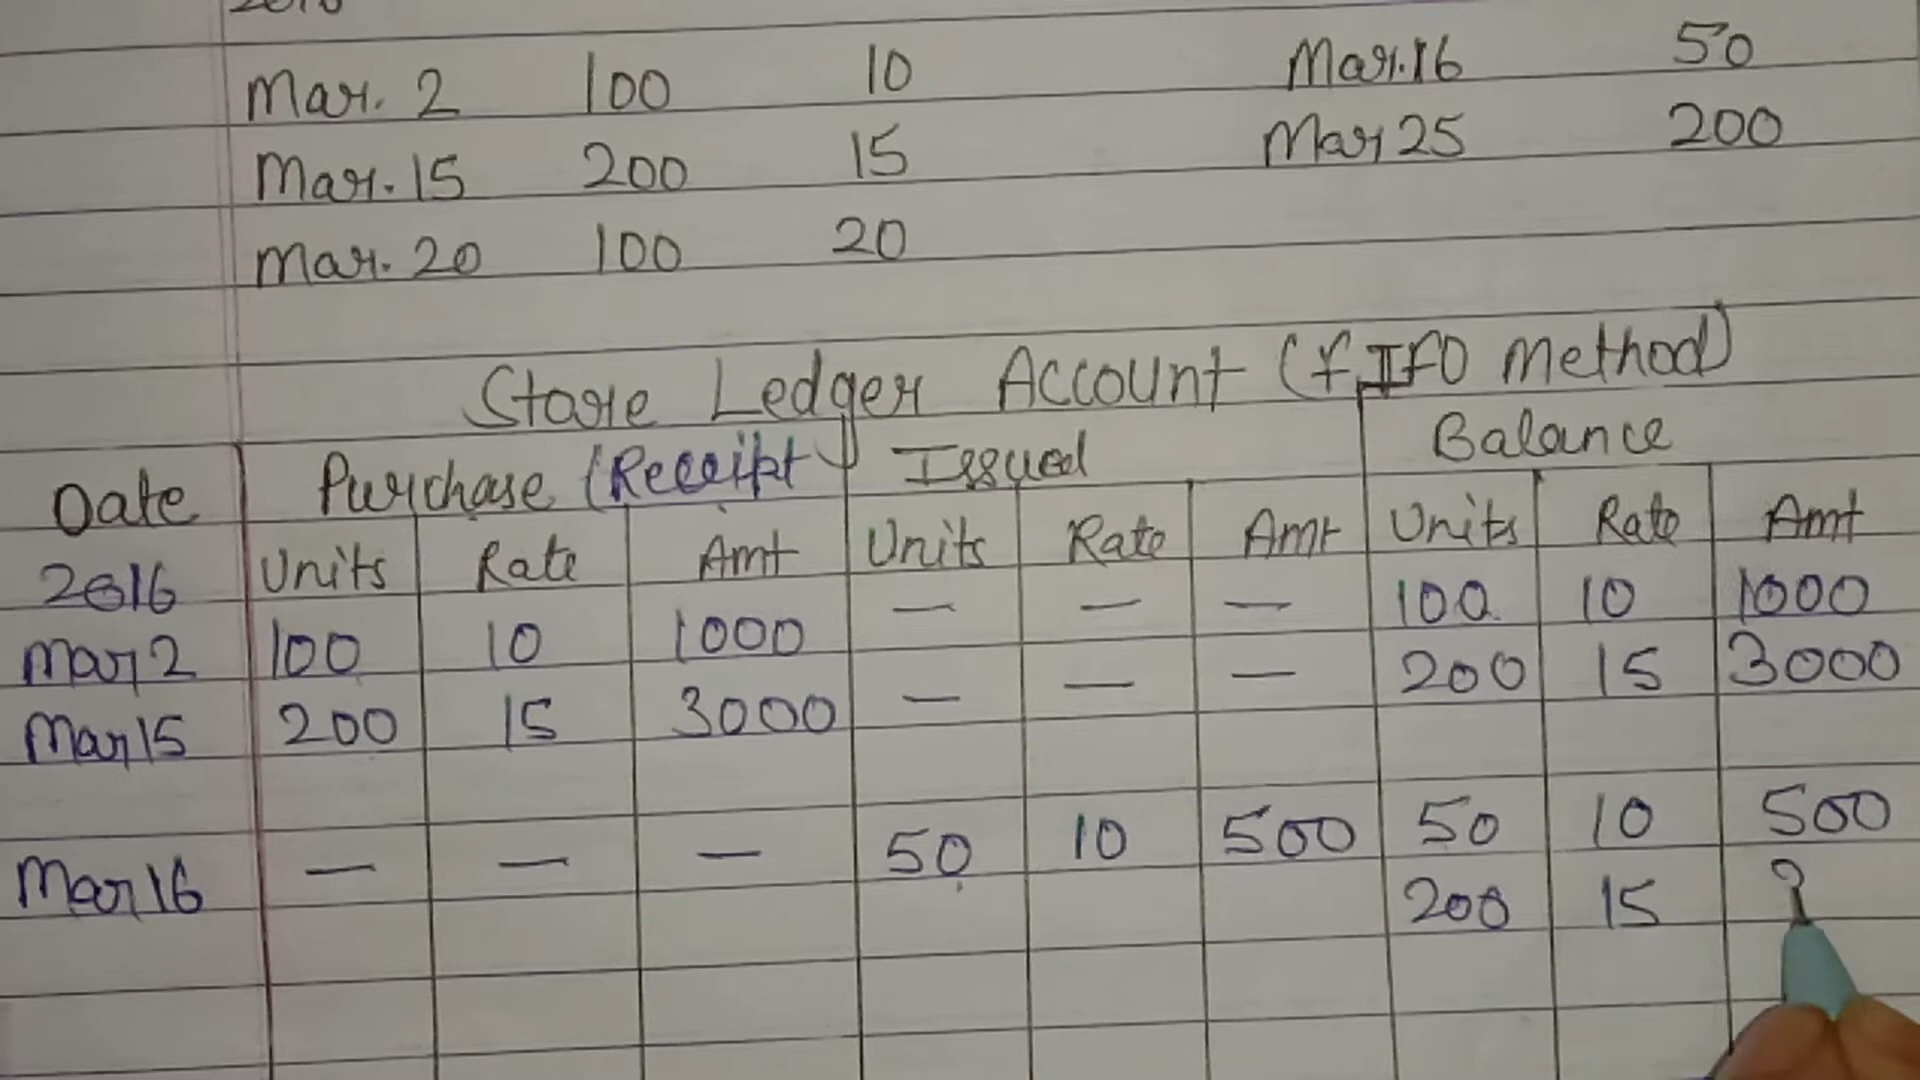 Mar. 2 100 10 Mar.16 50
Mar. 15 200 15 Mar 25 200
Mar. 20 100 20
Store Ledger Account (FIFO Method)
Date Purchase (Receipt) Issued Balance
2016 Units Rate Amt Units Rate Amt Units Rate Amt
Mar 2 100 10 1000 — — — 100 10 1000
Mar 15 200 15 3000 — — — 200 15 3000
Mar 16 — — — 50 10 500 50 10 500
200 15